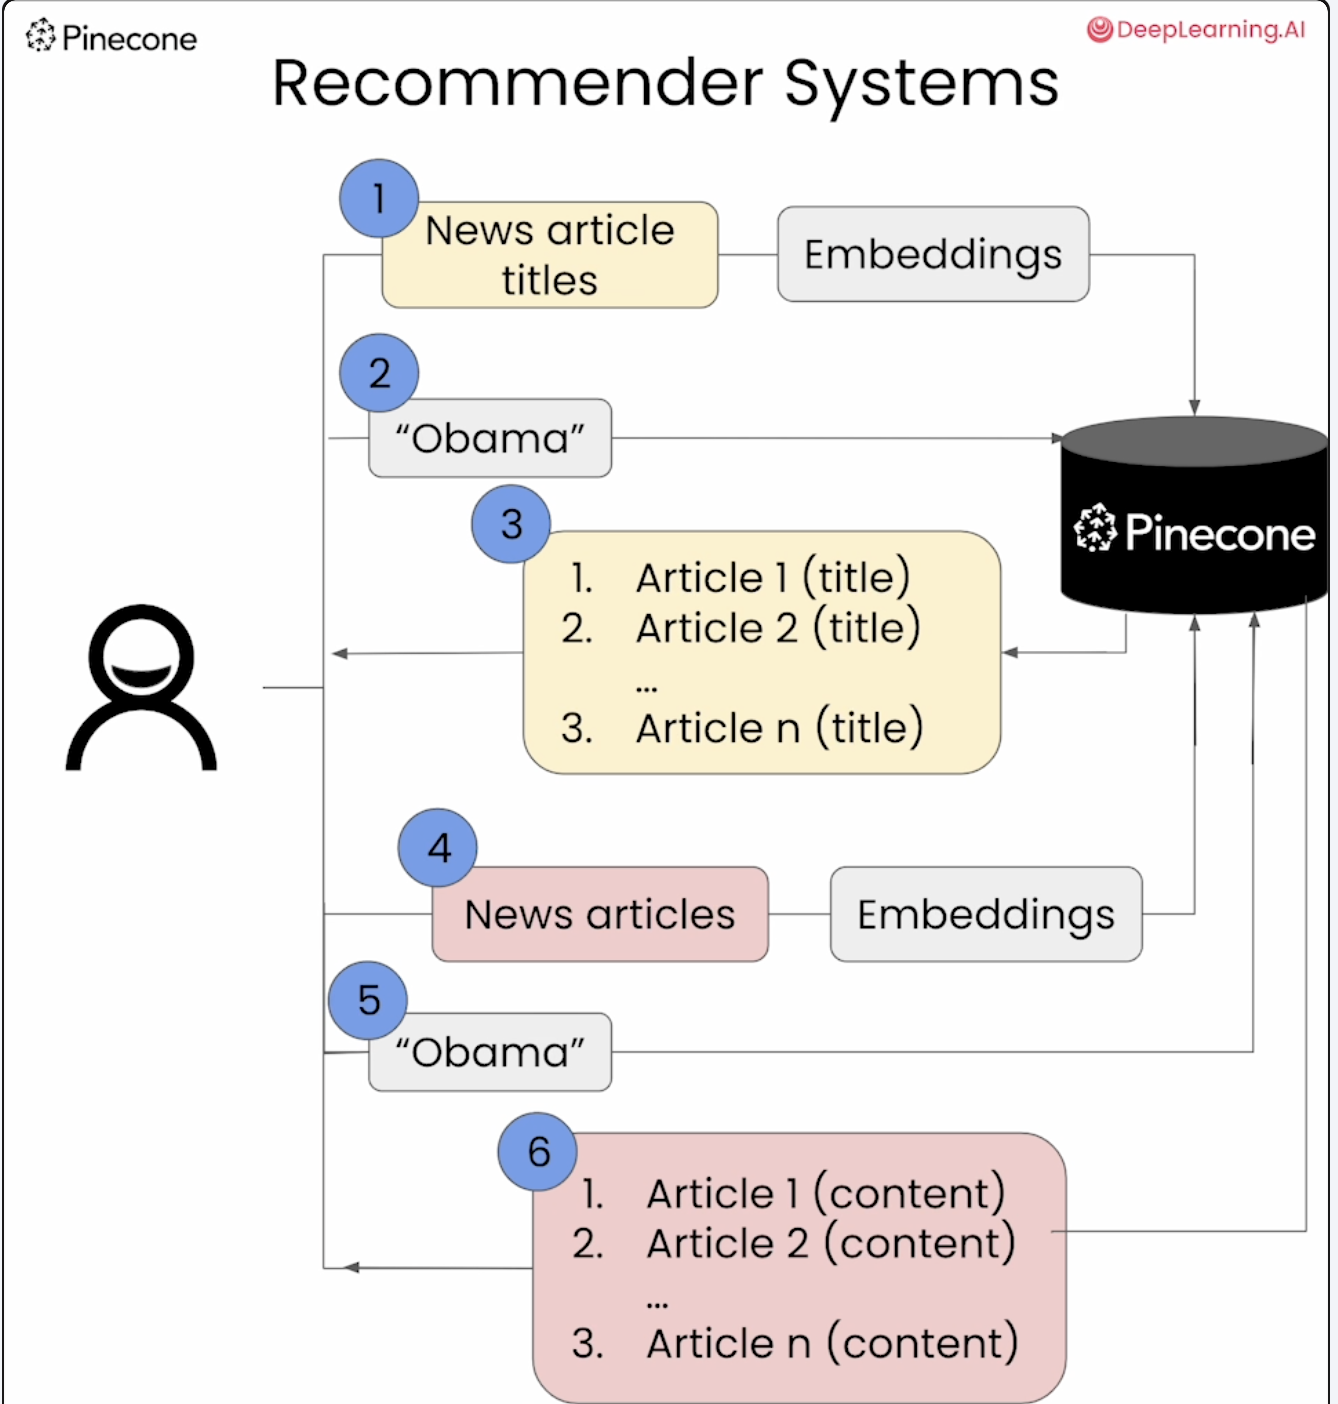 Pinecone
DeepLearning.AI
Recommender Systems
1
News article
titles
Embeddings
2
“Obama”
Pinecone
3
1. Article 1 (title)
2. Article 2 (title)
...
3. Article n (title)
4
News articles
Embeddings
5
“Obama”
6
1. Article 1 (content)
2. Article 2 (content)
...
3. Article n (content)